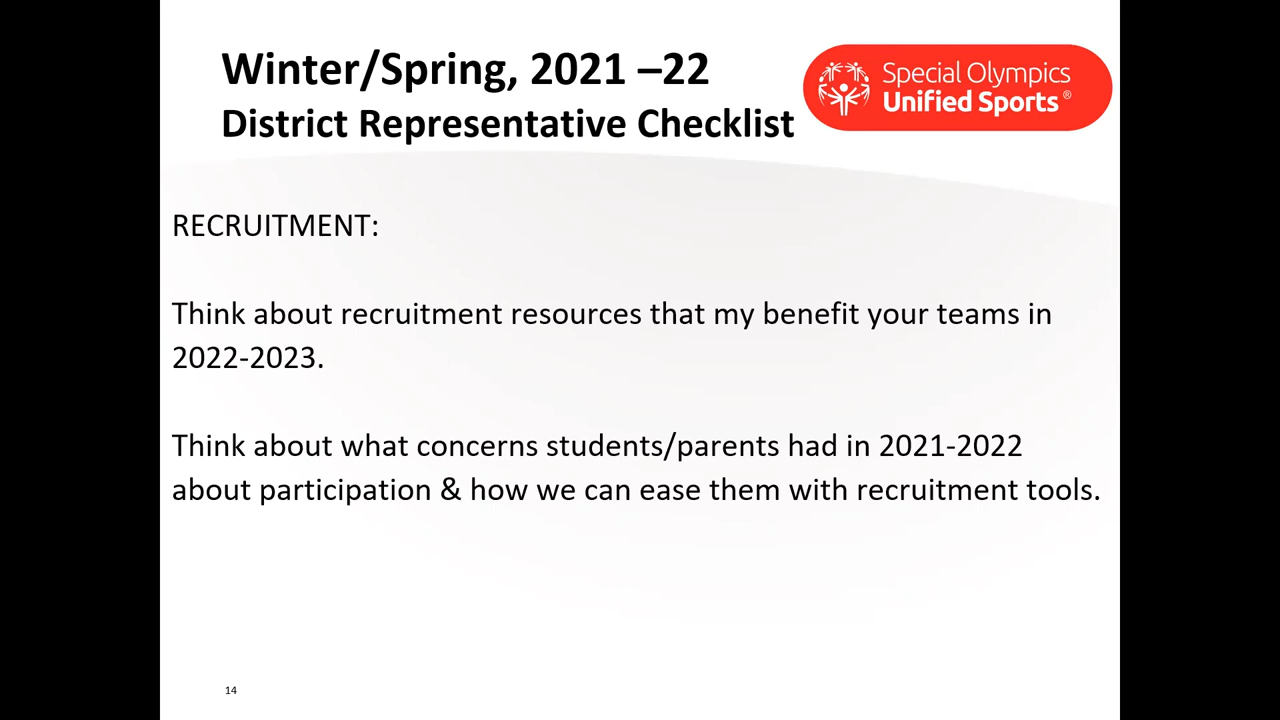 Winter/Spring, 2021 –22
District Representative Checklist
Special Olympics
Unified Sports ®
RECRUITMENT:
Think about recruitment resources that my benefit your teams in
2022-2023.
Think about what concerns students/parents had in 2021-2022
about participation & how we can ease them with recruitment tools.
14